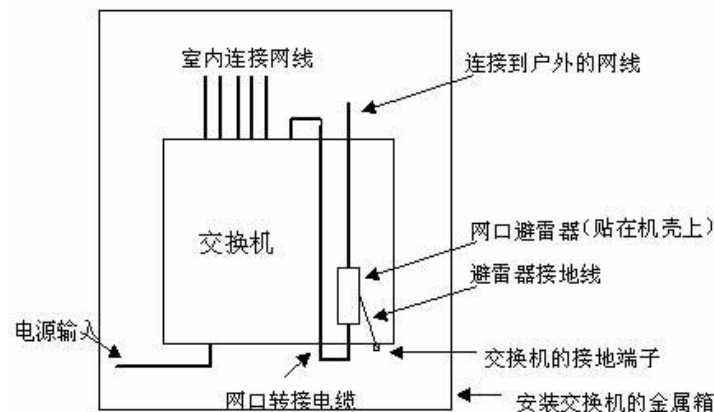 室内连接网线
连接到户外的网线
网口避雷器(贴在机壳上)
交换机
避雷器接地线
电源输入
交换机的接地端子
网口转接电缆
安装交换机的金属箱